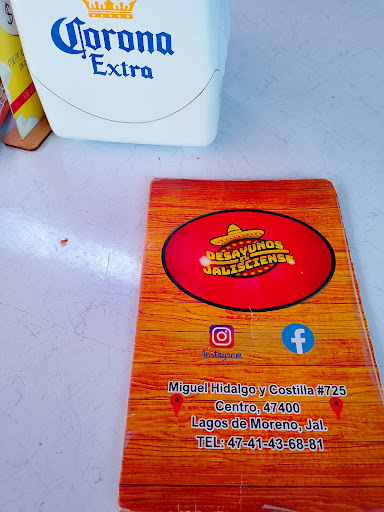 Corona
Extra
DESAYUNOS
EL
JALISCIENSE
Instagram
Miguel Hidalgo y Costilla #725
Centro, 47400
Lagos de Moreno, Jal.
TEL: 47-41-43-68-81